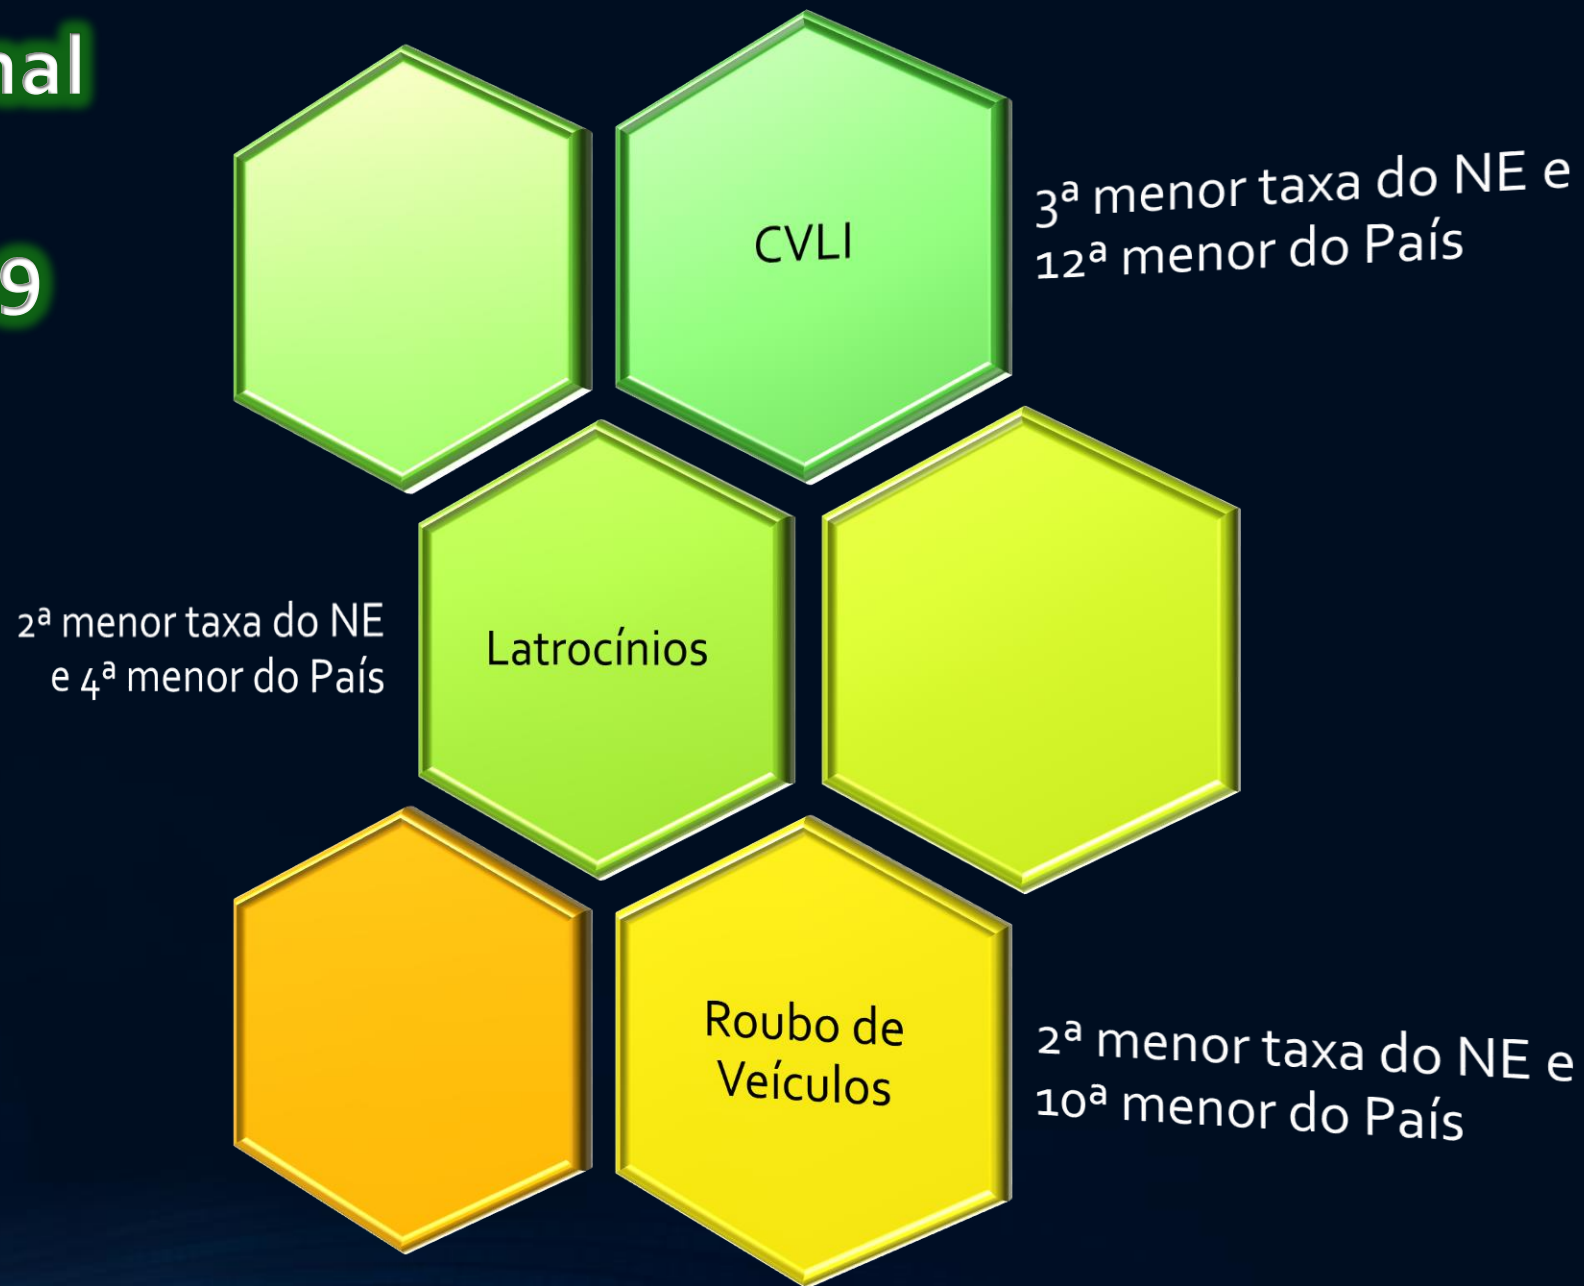 nal
9
CVLI
3ª menor taxa do NE e
12ª menor do País
2ª menor taxa do NE
e 4ª menor do País
Latrocínios
Roubo de
Veículos
2ª menor taxa do NE e
10ª menor do País